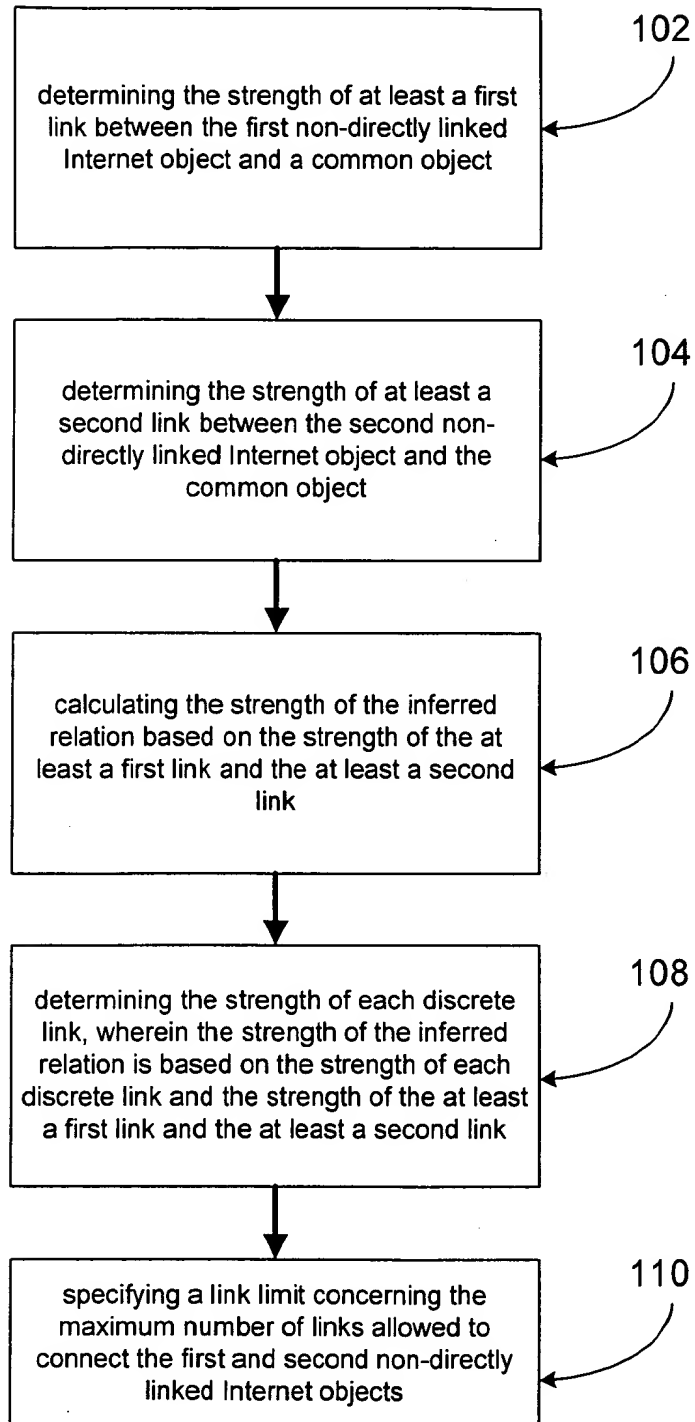 102
determining the strength of at least a first
link between the first non-directly linked
Internet object and a common object
104
determining the strength of at least a
second link between the second non-
directly linked Internet object and the
common object
106
calculating the strength of the inferred
relation based on the strength of the at
least a first link and the at least a second
link
108
determining the strength of each discrete
link, wherein the strength of the inferred
relation is based on the strength of each
discrete link and the strength of the at least
a first link and the at least a second link
110
specifying a link limit concerning the
maximum number of links allowed to
connect the first and second non-directly
linked Internet objects